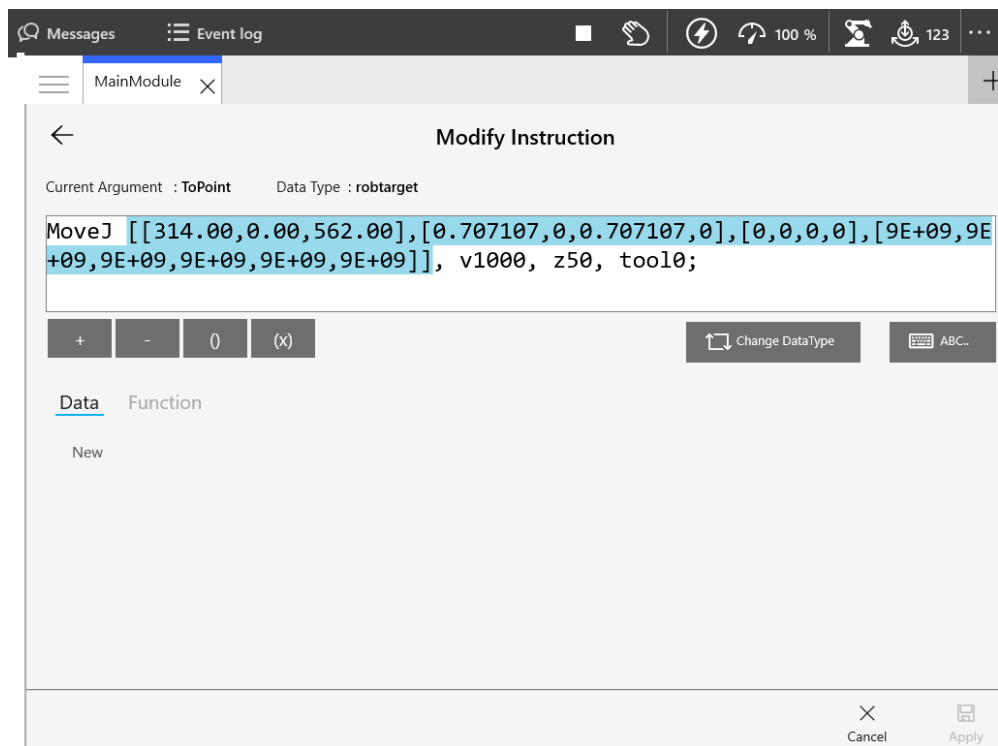 Messages Event log 100 % 123 ...
MainModule
Modify Instruction
Current Argument : ToPoint Data Type : robtarget
MoveJ [[314.00,0.00,562.00],[0.707107,0,0.707107,0],[0,0,0,0],[9E+09,9E
+09,9E+09,9E+09,9E+09,9E+09]], v1000, z50, tool0;
+ - () (x) Change DataType ABC..
Data Function
New
Cancel Apply